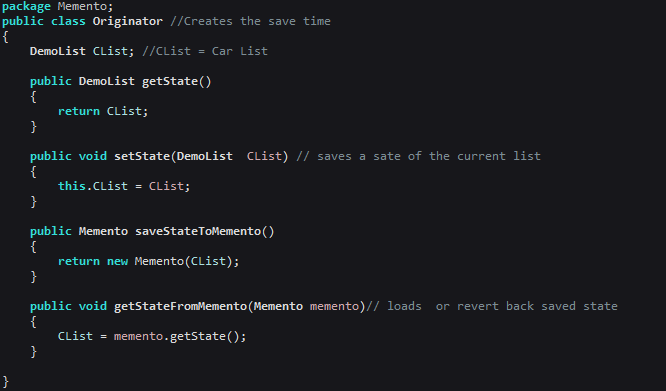 package Memento;
public class Originator //Creates the save time
{
    DemoList CList; //CList = Car List

    public DemoList getState()
    {
        return CList;
    }

    public void setState(DemoList  CList) // saves a sate of the current list
    {
        this.CList = CList;
    }

    public Memento saveStateToMemento()
    {
        return new Memento(CList);
    }

    public void getStateFromMemento(Memento memento)// loads  or revert back saved state
    {
        CList = memento.getState();
    }

}